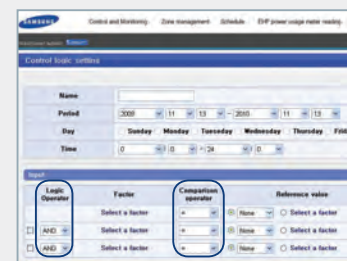 SAMSUNG Control and Monitoring Zone management Schedule EHP power usage meter reading
Control logic setting
Name
Period 2009 11 13 ~ 2010 11 13
Day Sunday Monday Tuesday Wednesday Thursday
Time 0 0 ~ 24 0
Input
Logic Operator Factor Comparison operator Reference value
Select a factor = None Select a factor
AND Select a factor = None Select a factor
AND Select a factor = None Select a factor